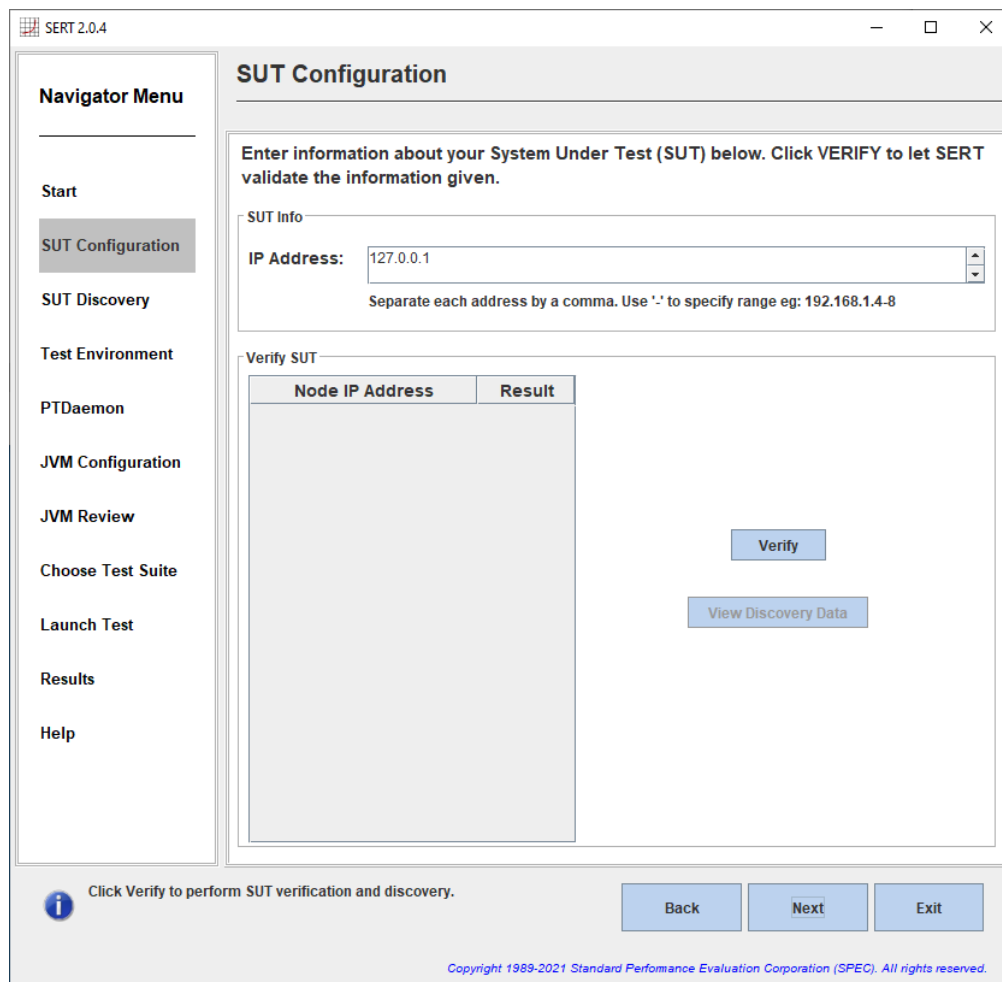 SERT 2.0.4
Navigator Menu
Start
SUT Configuration
SUT Discovery
Test Environment
PTDaemon
JVM Configuration
JVM Review
Choose Test Suite
Launch Test
Results
Help
SUT Configuration
Enter information about your System Under Test (SUT) below. Click VERIFY to let SERT
validate the information given.
SUT Info
IP Address: 127.0.0.1
Separate each address by a comma. Use '-' to specify range eg: 192.168.1.4-8
Verify SUT
Node IP Address Result
Verify
View Discovery Data
Click Verify to perform SUT verification and discovery.
Back Next Exit
Copyright 1989-2021 Standard Performance Evaluation Corporation (SPEC). All rights reserved.